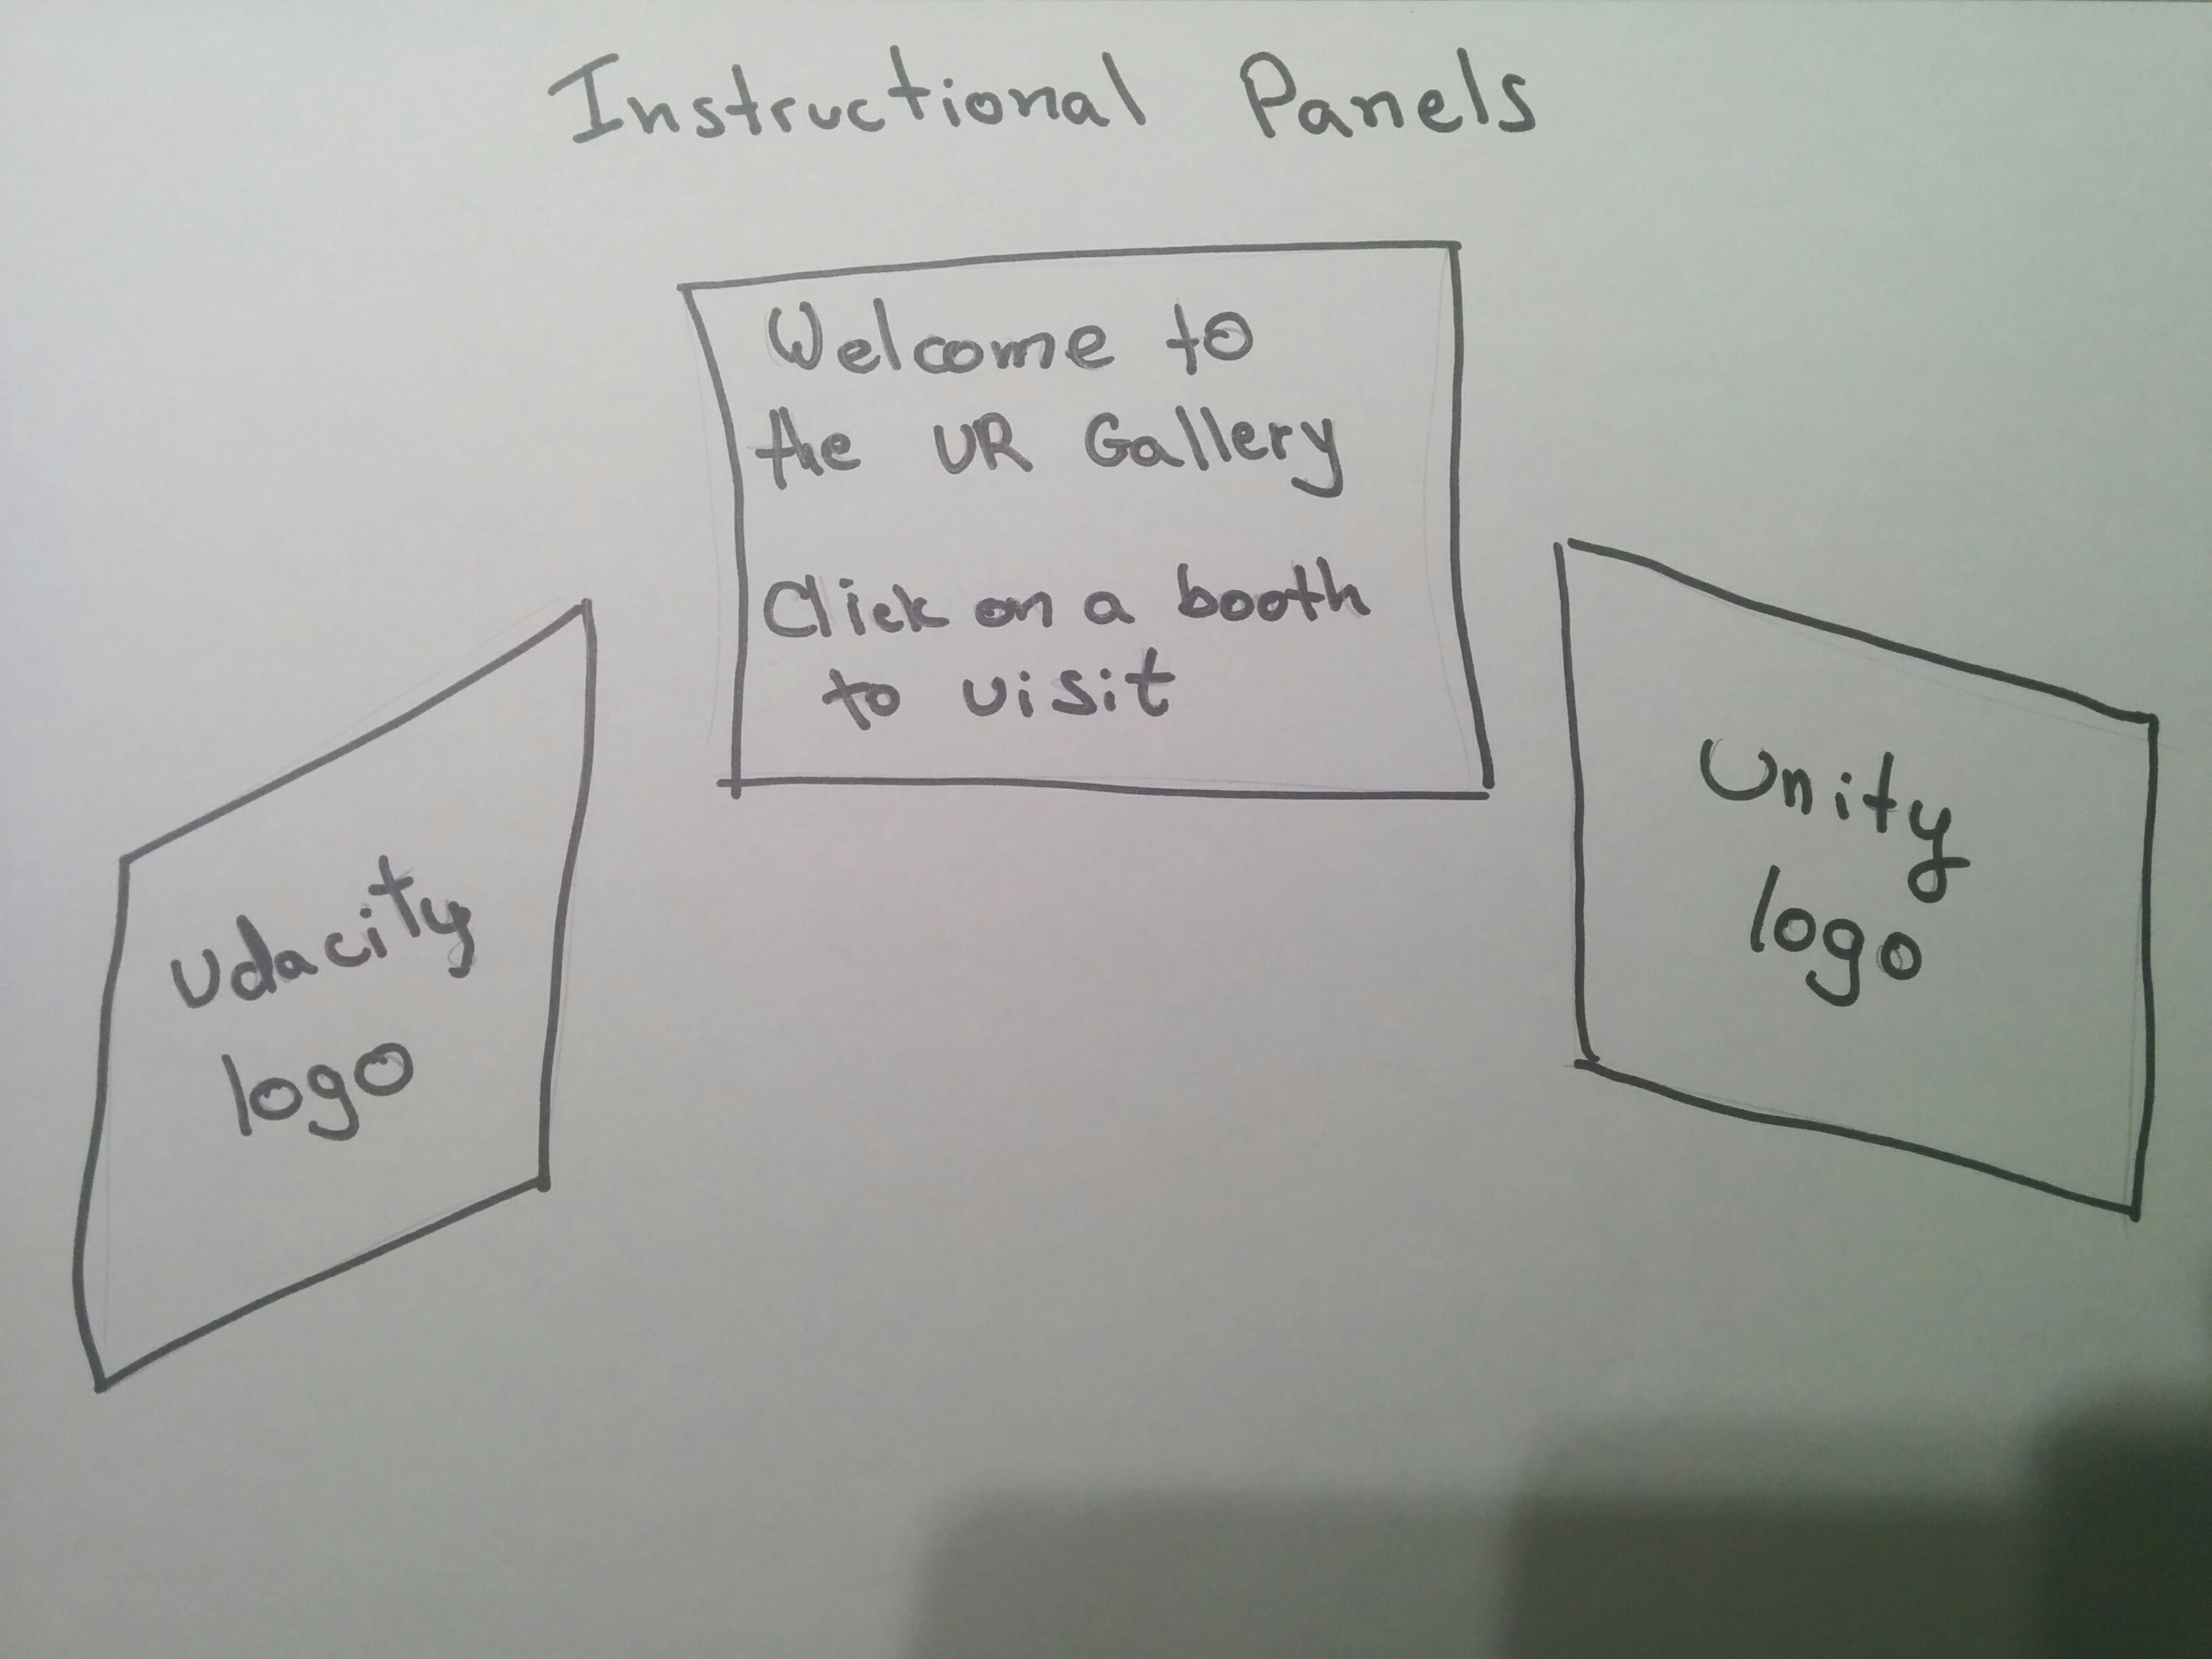 Instructional Panels
Welcome to
the VR Gallery
Click on a booth
to visit
Udacity
logo
Unity
logo